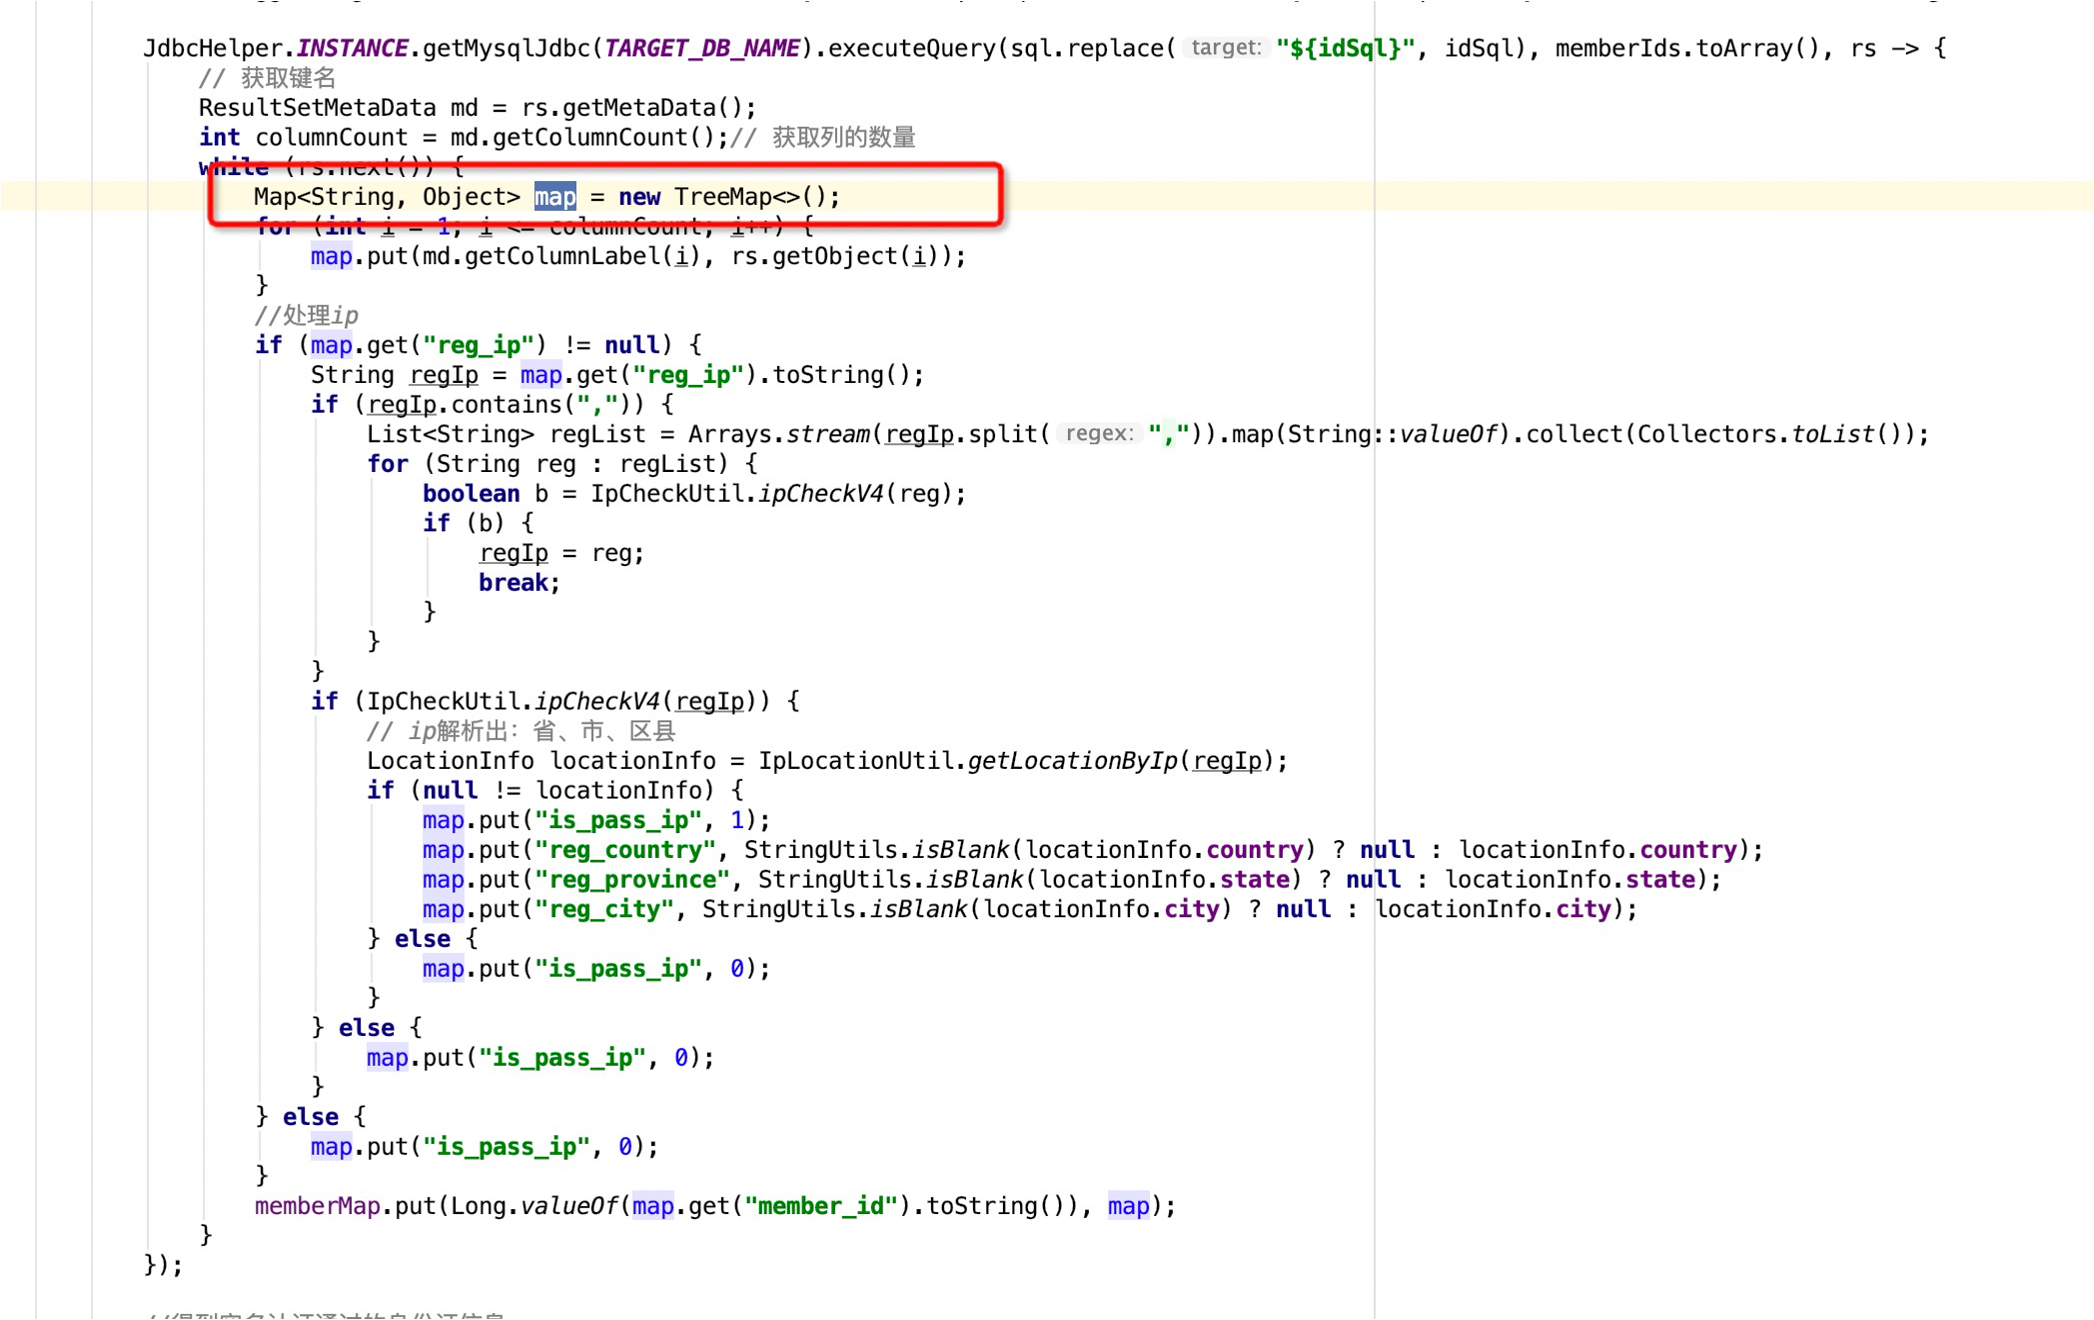 JdbcHelper.INSTANCE.getMysqlJdbc(TARGET_DB_NAME).executeQuery(sql.replace( target: "${idSql}", idSql), memberIds.toArray(), rs -> {
// 获取键名
ResultSetMetaData md = rs.getMetaData();
int columnCount = md.getColumnCount();// 获取列的数量
while (rs.next()) {
Map<String, Object> map = new TreeMap<>();
for (int i = 1; i <= columnCount; i++) {
map.put(md.getColumnLabel(i), rs.getObject(i));
}
//处理ip
if (map.get("reg_ip") != null) {
String regIp = map.get("reg_ip").toString();
if (regIp.contains(",")) {
List<String> regList = Arrays.stream(regIp.split( regex: ",")).map(String::valueOf).collect(Collectors.toList());
for (String reg : regList) {
boolean b = IpCheckUtil.ipCheckV4(reg);
if (b) {
regIp = reg;
break;
}
}
}
if (IpCheckUtil.ipCheckV4(regIp)) {
// ip解析出: 省、市、区县
LocationInfo locationInfo = IpLocationUtil.getLocationByIp(regIp);
if (null != locationInfo) {
map.put("is_pass_ip", 1);
map.put("reg_country", StringUtils.isBlank(locationInfo.country) ? null : locationInfo.country);
map.put("reg_province", StringUtils.isBlank(locationInfo.state) ? null : locationInfo.state);
map.put("reg_city", StringUtils.isBlank(locationInfo.city) ? null : locationInfo.city);
} else {
map.put("is_pass_ip", 0);
}
} else {
map.put("is_pass_ip", 0);
}
} else {
map.put("is_pass_ip", 0);
}
memberMap.put(Long.valueOf(map.get("member_id").toString()), map);
}
});